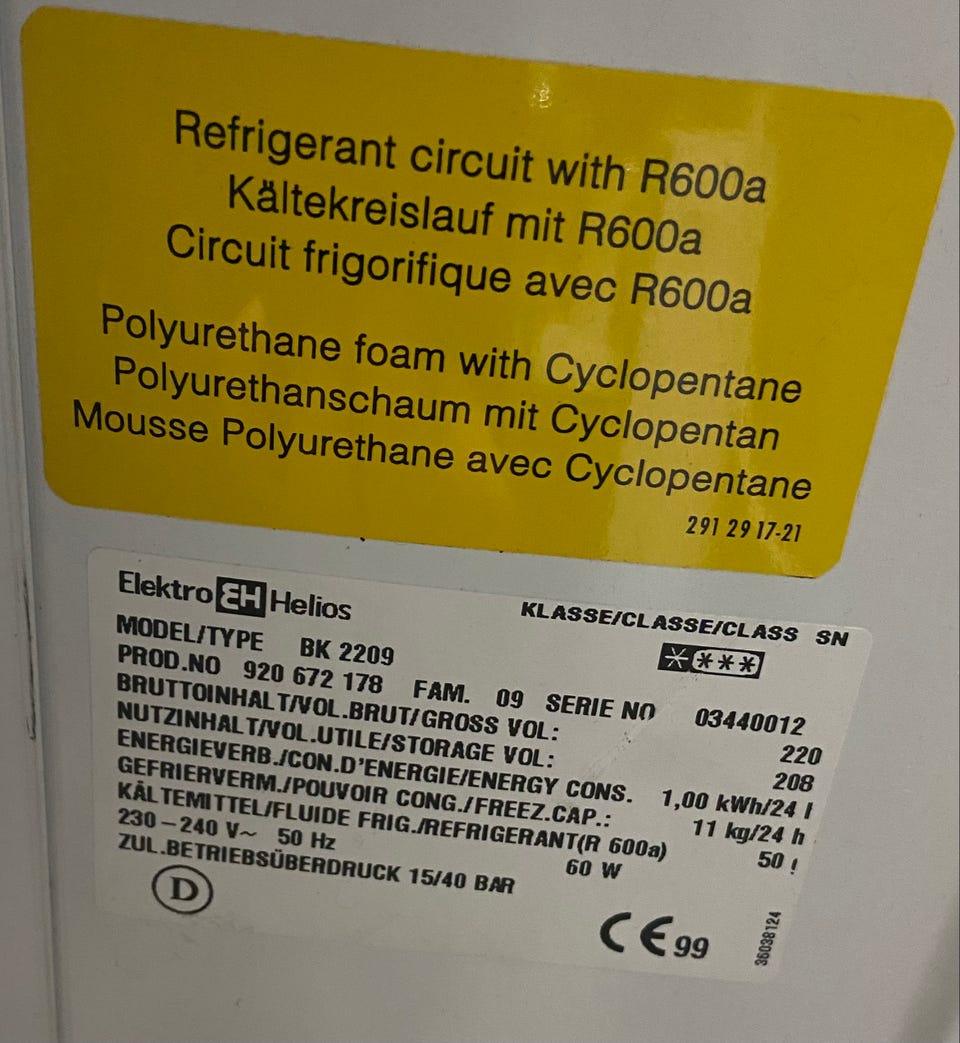 Refrigerant circuit with R600a
Kältekreislauf mit R600a
Circuit frigorifique avec R600a
Polyurethane foam with Cyclopentane
Polyurethanschaum mit Cyclopentan
Mousse Polyurethane avec Cyclopentane
291 29 17-21
Elektro EH Helios
KLASSE/CLASSE/CLASS SN
****
MODEL/TYPE BK 2209
PROD.NO 920 672 178 FAM. 09 SERIE NO 03440012
BRUTTOINHALT/VOL.BRUT/GROSS VOL: 220
NUTZINHALT/VOL.UTILE/STORAGE VOL: 208
ENERGIEVERB./CON.D'ENERGIE/ENERGY CONS. 1,00 kWh/24
GEFRIERVERM./POUVOIR CONG./FREEZ.CAP.: 11 kg/24 h
KÄLTEMITTEL/FLUIDE FRIG./REFRIGERANT(R 600a) 50
230-240 V~ 50 Hz 60 W
ZUL.BETRIEBSÜBERDRUCK 15/40 BAR
D
CE 99
36038124